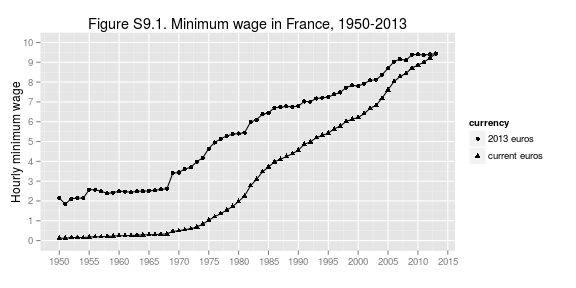 Figure S9.1. Minimum wage in France, 1950-2013
Hourly minimum wage
10
9
8
7
6
5
4
3
2
1
0
1950 1955 1960 1965 1970 1975 1980 1985 1990 1995 2000 2005 2010 2015
currency
2013 euros
current euros